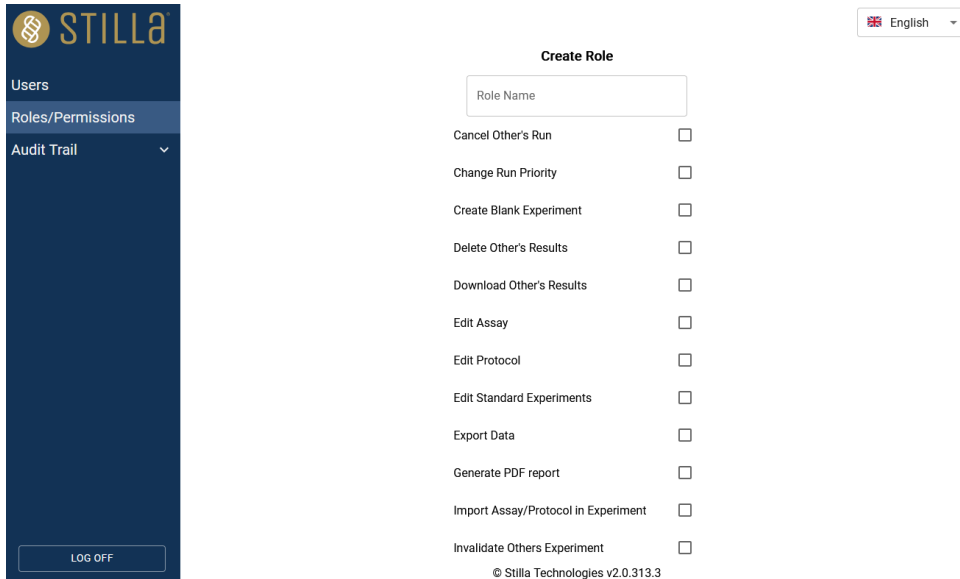 STILLa
English
Users
Roles/Permissions
Audit Trail
LOG OFF
Create Role
Role Name
Cancel Other's Run
Change Run Priority
Create Blank Experiment
Delete Other's Results
Download Other's Results
Edit Assay
Edit Protocol
Edit Standard Experiments
Export Data
Generate PDF report
Import Assay/Protocol in Experiment
Invalidate Others Experiment
© Stilla Technologies v2.0.313.3